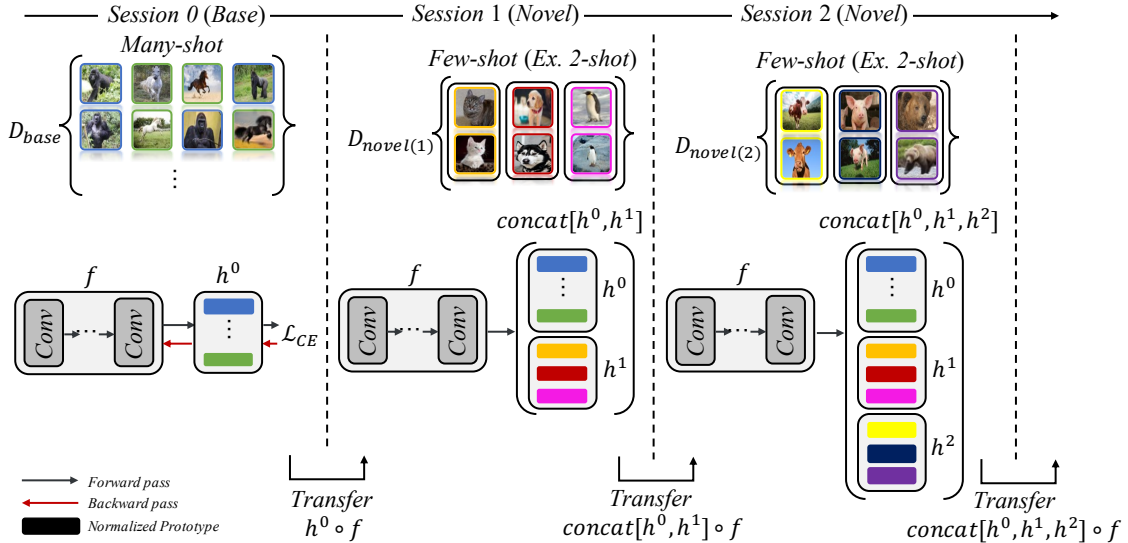 Session 0 (Base)
Session 1 (Novel)
Session 2 (Novel)
Many-shot
Few-shot (Ex. 2-shot)
Few-shot (Ex. 2-shot)
D_base
D_novel(1)
D_novel(2)
⋮
concat[h^0, h^1]
concat[h^0, h^1, h^2]
f
h^0
f
f
Conv
...
Conv
⋮
L_CE
Conv
...
Conv
⋮
h^0
h^1
Conv
...
Conv
⋮
h^0
h^1
h^2
Forward pass
Backward pass
Normalized Prototype
Transfer
h^0 ∘ f
Transfer
concat[h^0, h^1] ∘ f
Transfer
concat[h^0, h^1, h^2] ∘ f